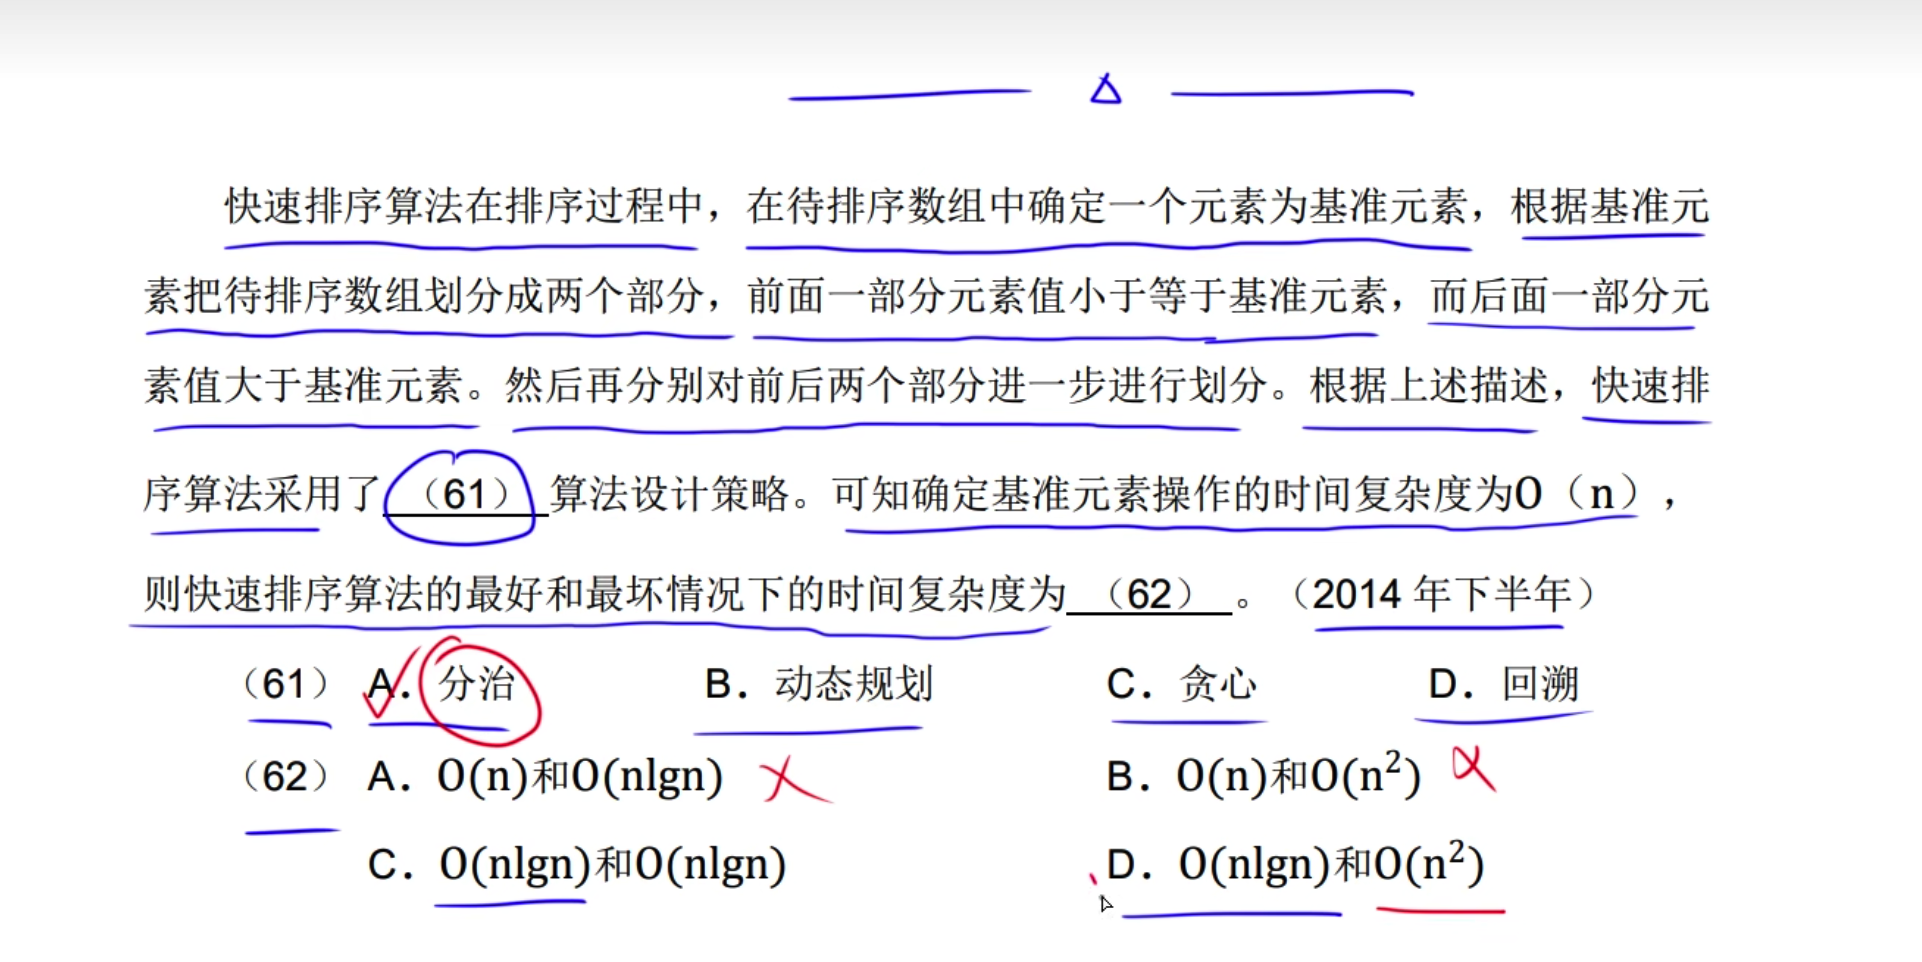 快速排序算法在排序过程中，在待排序数组中确定一个元素为基准元素，根据基准元
素把待排序数组划分成两个部分，前面一部分元素值小于等于基准元素，而后面一部分元
素值大于基准元素。然后再分别对前后两个部分进一步进行划分。根据上述描述，快速排
序算法采用了（61）算法设计策略。可知确定基准元素操作的时间复杂度为O（n），
则快速排序算法的最好和最坏情况下的时间复杂度为（62）。（2014 年下半年）
（61） A．分治 B．动态规划 C．贪心 D．回溯
（62） A．O(n)和O(nlgn) B．O(n)和O(n²)
C．O(nlgn)和O(nlgn) D．O(nlgn)和O(n²)